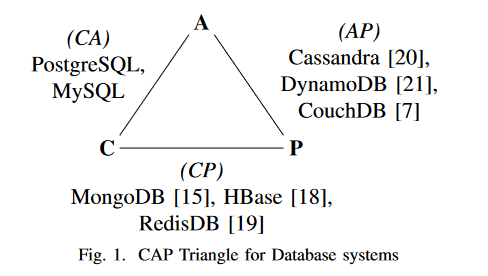 A
(CA)
PostgreSQL,
MySQL
(AP)
Cassandra [20],
DynamoDB [21],
CouchDB [7]
C
P
(CP)
MongoDB [15], HBase [18],
RedisDB [19]
Fig. 1. CAP Triangle for Database systems